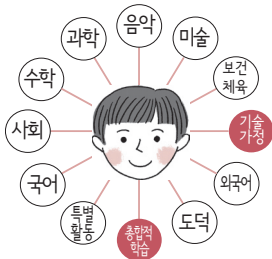 음악
미술
보건
체육
기술
가정
외국어
도덕
종합적
학습
특별
활동
국어
사회
수학
과학